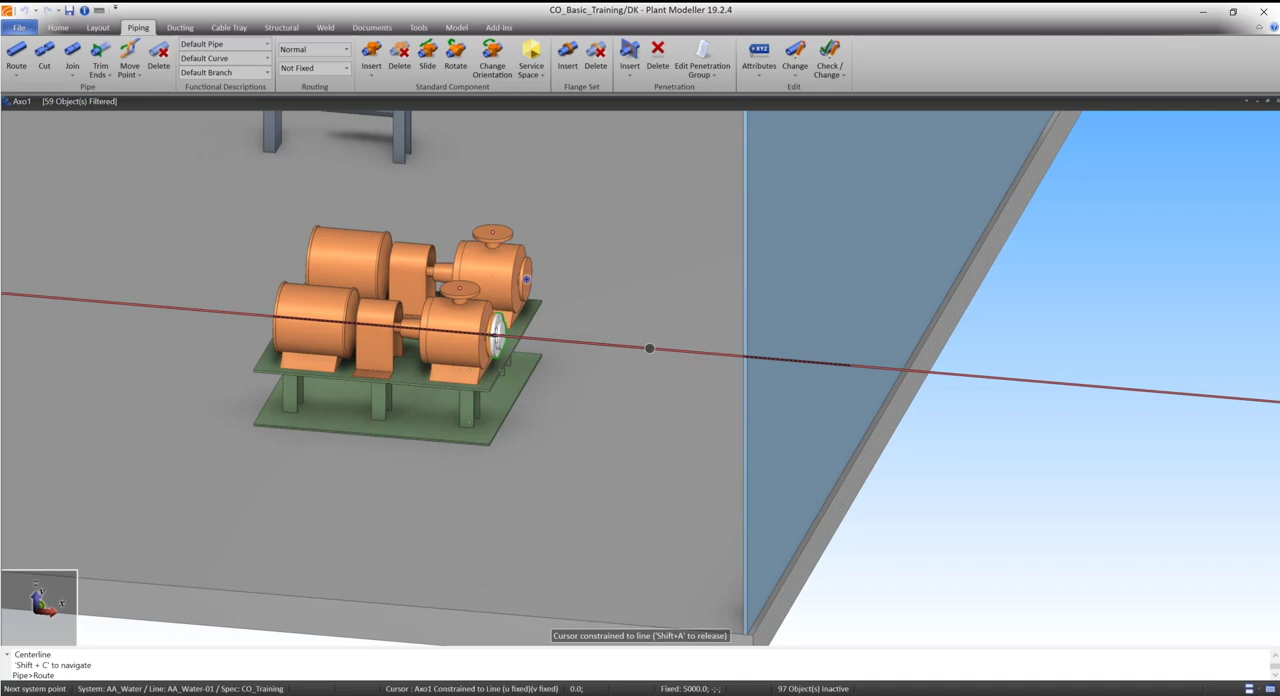 CO_Basic_Training/DK - Plant Modeller 19.2.4
File Home Layout Piping Ducting Cable Tray Structural Weld Documents Tools Model Add-Ins
Route Cut Join Trim Ends Move Point Delete
Default Pipe
Default Curve
Default Branch
Normal
Not Fixed
Insert Delete Slide Rotate Change Orientation Service Space
Insert Delete
Insert Delete Edit Penetration Group
Attributes Change Check / Change
Pipe Functional Descriptions Routing Standard Component Flange Set Penetration Edit
Axo1 [59 Object(s) Filtered]
Cursor constrained to line ('Shift+A' to release)
Centerline
'Shift + C' to navigate
Pipe>Route
Next system point System: AA_Water / Line: AA_Water-01 / Spec: CO_Training Cursor : Axo1 Constrained to Line (u fixed)(v fixed) 0.0; Fixed: 5000.0; -;-; 97 Object(s) Inactive